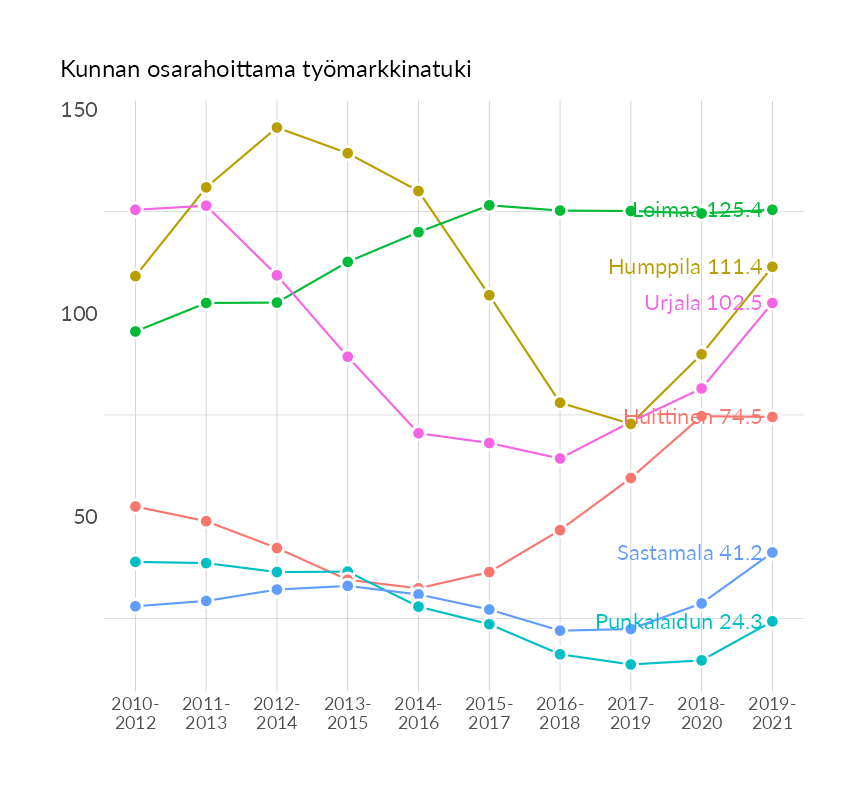 Kunnan osarahoittama työmarkkinatuki
150
Loimaa 125.4
Humppila 111.4
Urjala 102.5
100
Huittinen 74.5
50
Sastamala 41.2
Punkalaidun 24.3
2010- 2011- 2012- 2013- 2014- 2015- 2016- 2017- 2018- 2019-
2012 2013 2014 2015 2016 2017 2018 2019 2020 2021